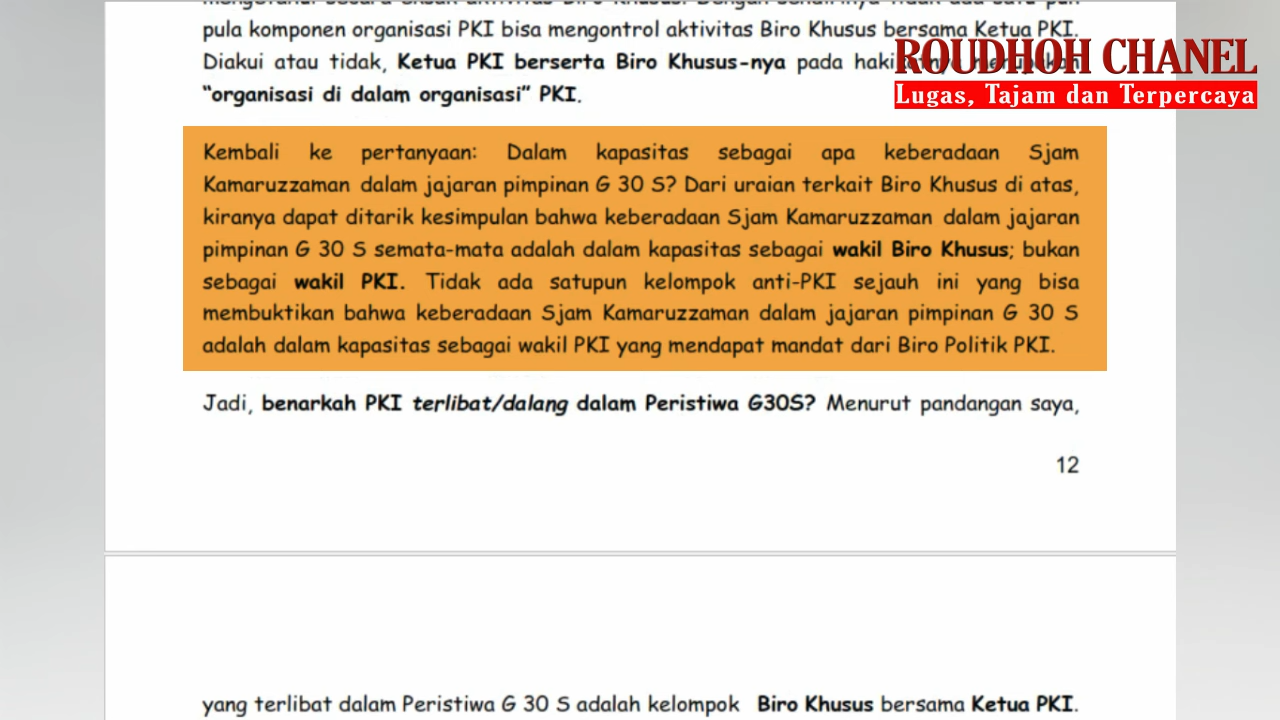 pula komponen organisasi PKI bisa mengontrol aktivitas Biro Khusus bersama Ketua PKI.
Diakui atau tidak, Ketua PKI berserta Biro Khusus-nya pada
“organisasi di dalam organisasi” PKI.
ROUDHOH CHANEL
Lugas, Tajam dan Terpercaya
Kembali ke pertanyaan: Dalam kapasitas sebagai apa keberadaan Sjam
Kamaruzzaman dalam jajaran pimpinan G 30 S? Dari uraian terkait Biro Khusus di atas,
kiranya dapat ditarik kesimpulan bahwa keberadaan Sjam Kamaruzzaman dalam jajaran
pimpinan G 30 S semata-mata adalah dalam kapasitas sebagai wakil Biro Khusus; bukan
sebagai wakil PKI. Tidak ada satupun kelompok anti-PKI sejauh ini yang bisa
membuktikan bahwa keberadaan Sjam Kamaruzzaman dalam jajaran pimpinan G 30 S
adalah dalam kapasitas sebagai wakil PKI yang mendapat mandat dari Biro Politik PKI.
Jadi, benarkah PKI terlibat/dalang dalam Peristiwa G30S? Menurut pandangan saya,
12
yang terlibat dalam Peristiwa G 30 S adalah kelompok Biro Khusus bersama Ketua PKI.